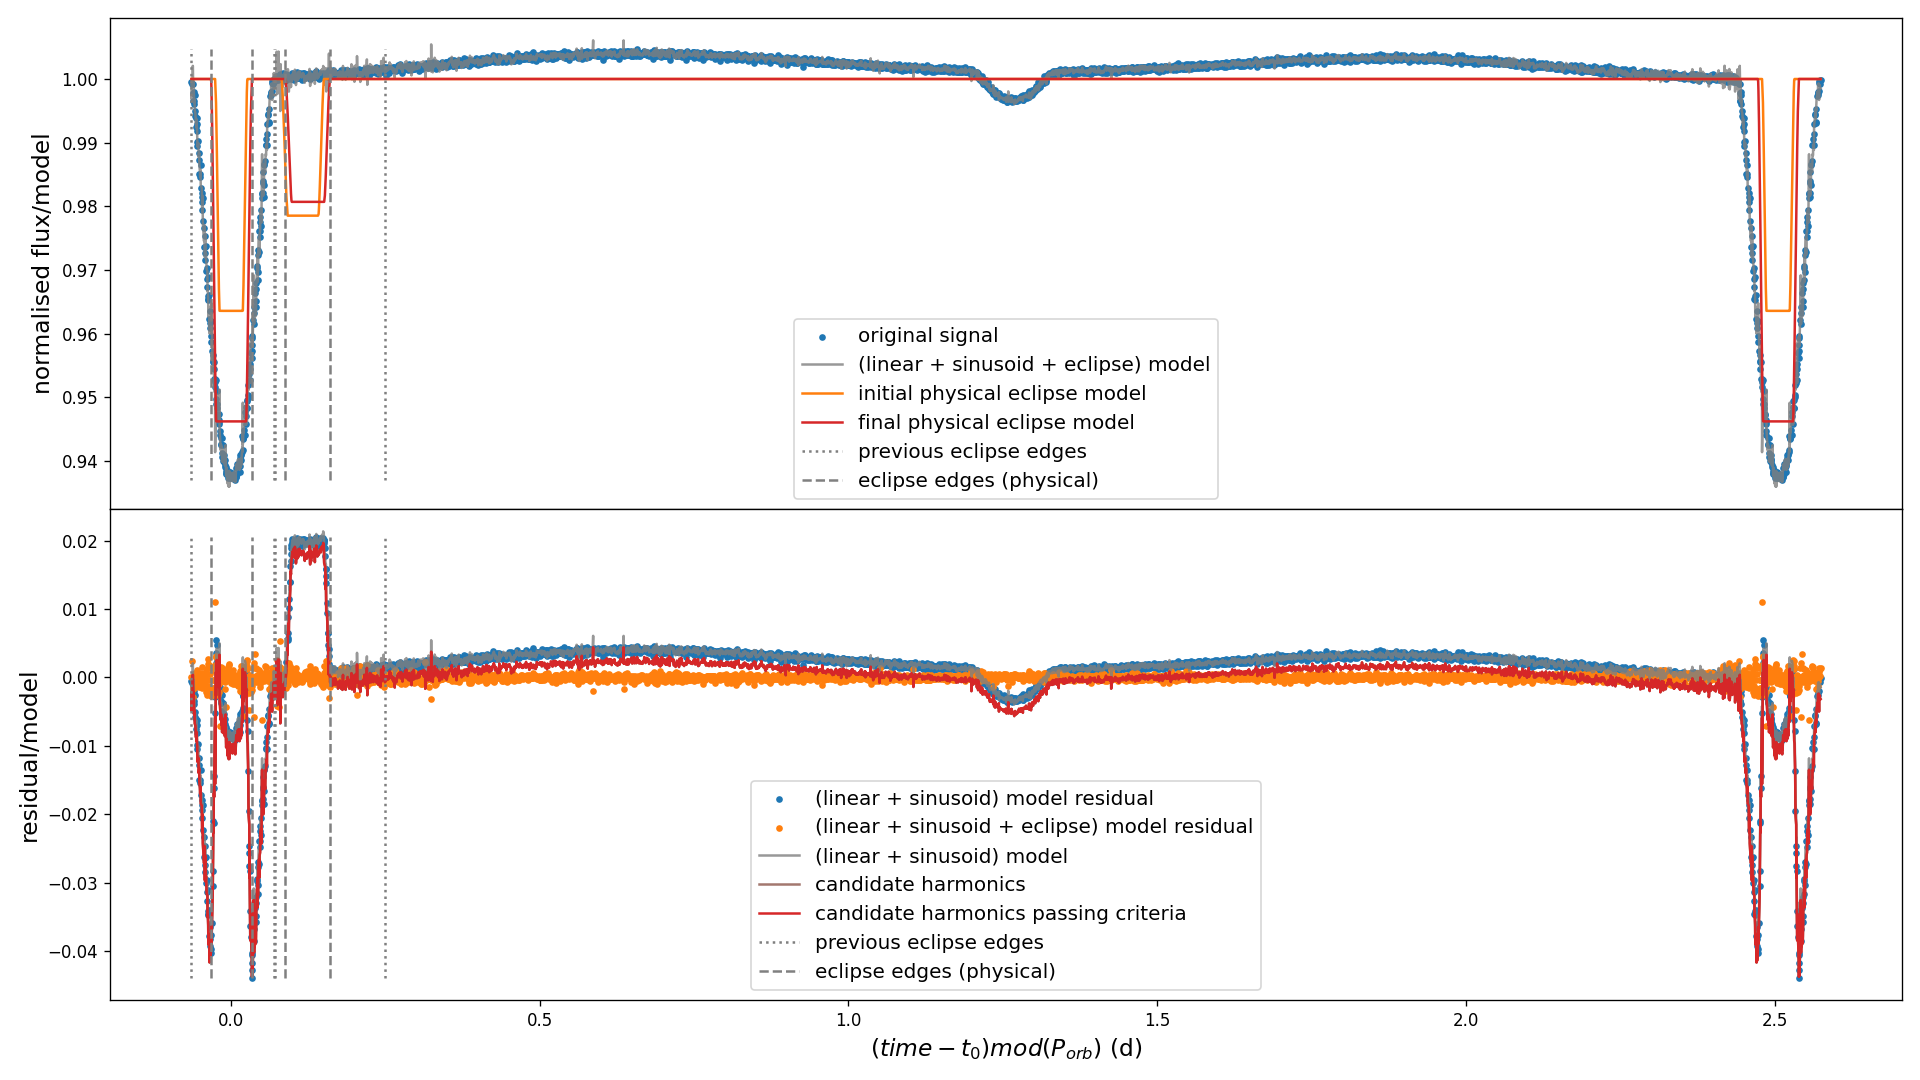 normalised flux/model
1.00
0.99
0.98
0.97
0.96
0.95
0.94
original signal
(linear + sinusoid + eclipse) model
initial physical eclipse model
final physical eclipse model
previous eclipse edges
eclipse edges (physical)
residual/model
0.02
0.01
0.00
−0.01
−0.02
−0.03
−0.04
(linear + sinusoid) model residual
(linear + sinusoid + eclipse) model residual
(linear + sinusoid) model
candidate harmonics
candidate harmonics passing criteria
previous eclipse edges
eclipse edges (physical)
0.0 0.5 1.0 1.5 2.0 2.5
(time − t₀)mod(P_orb) (d)